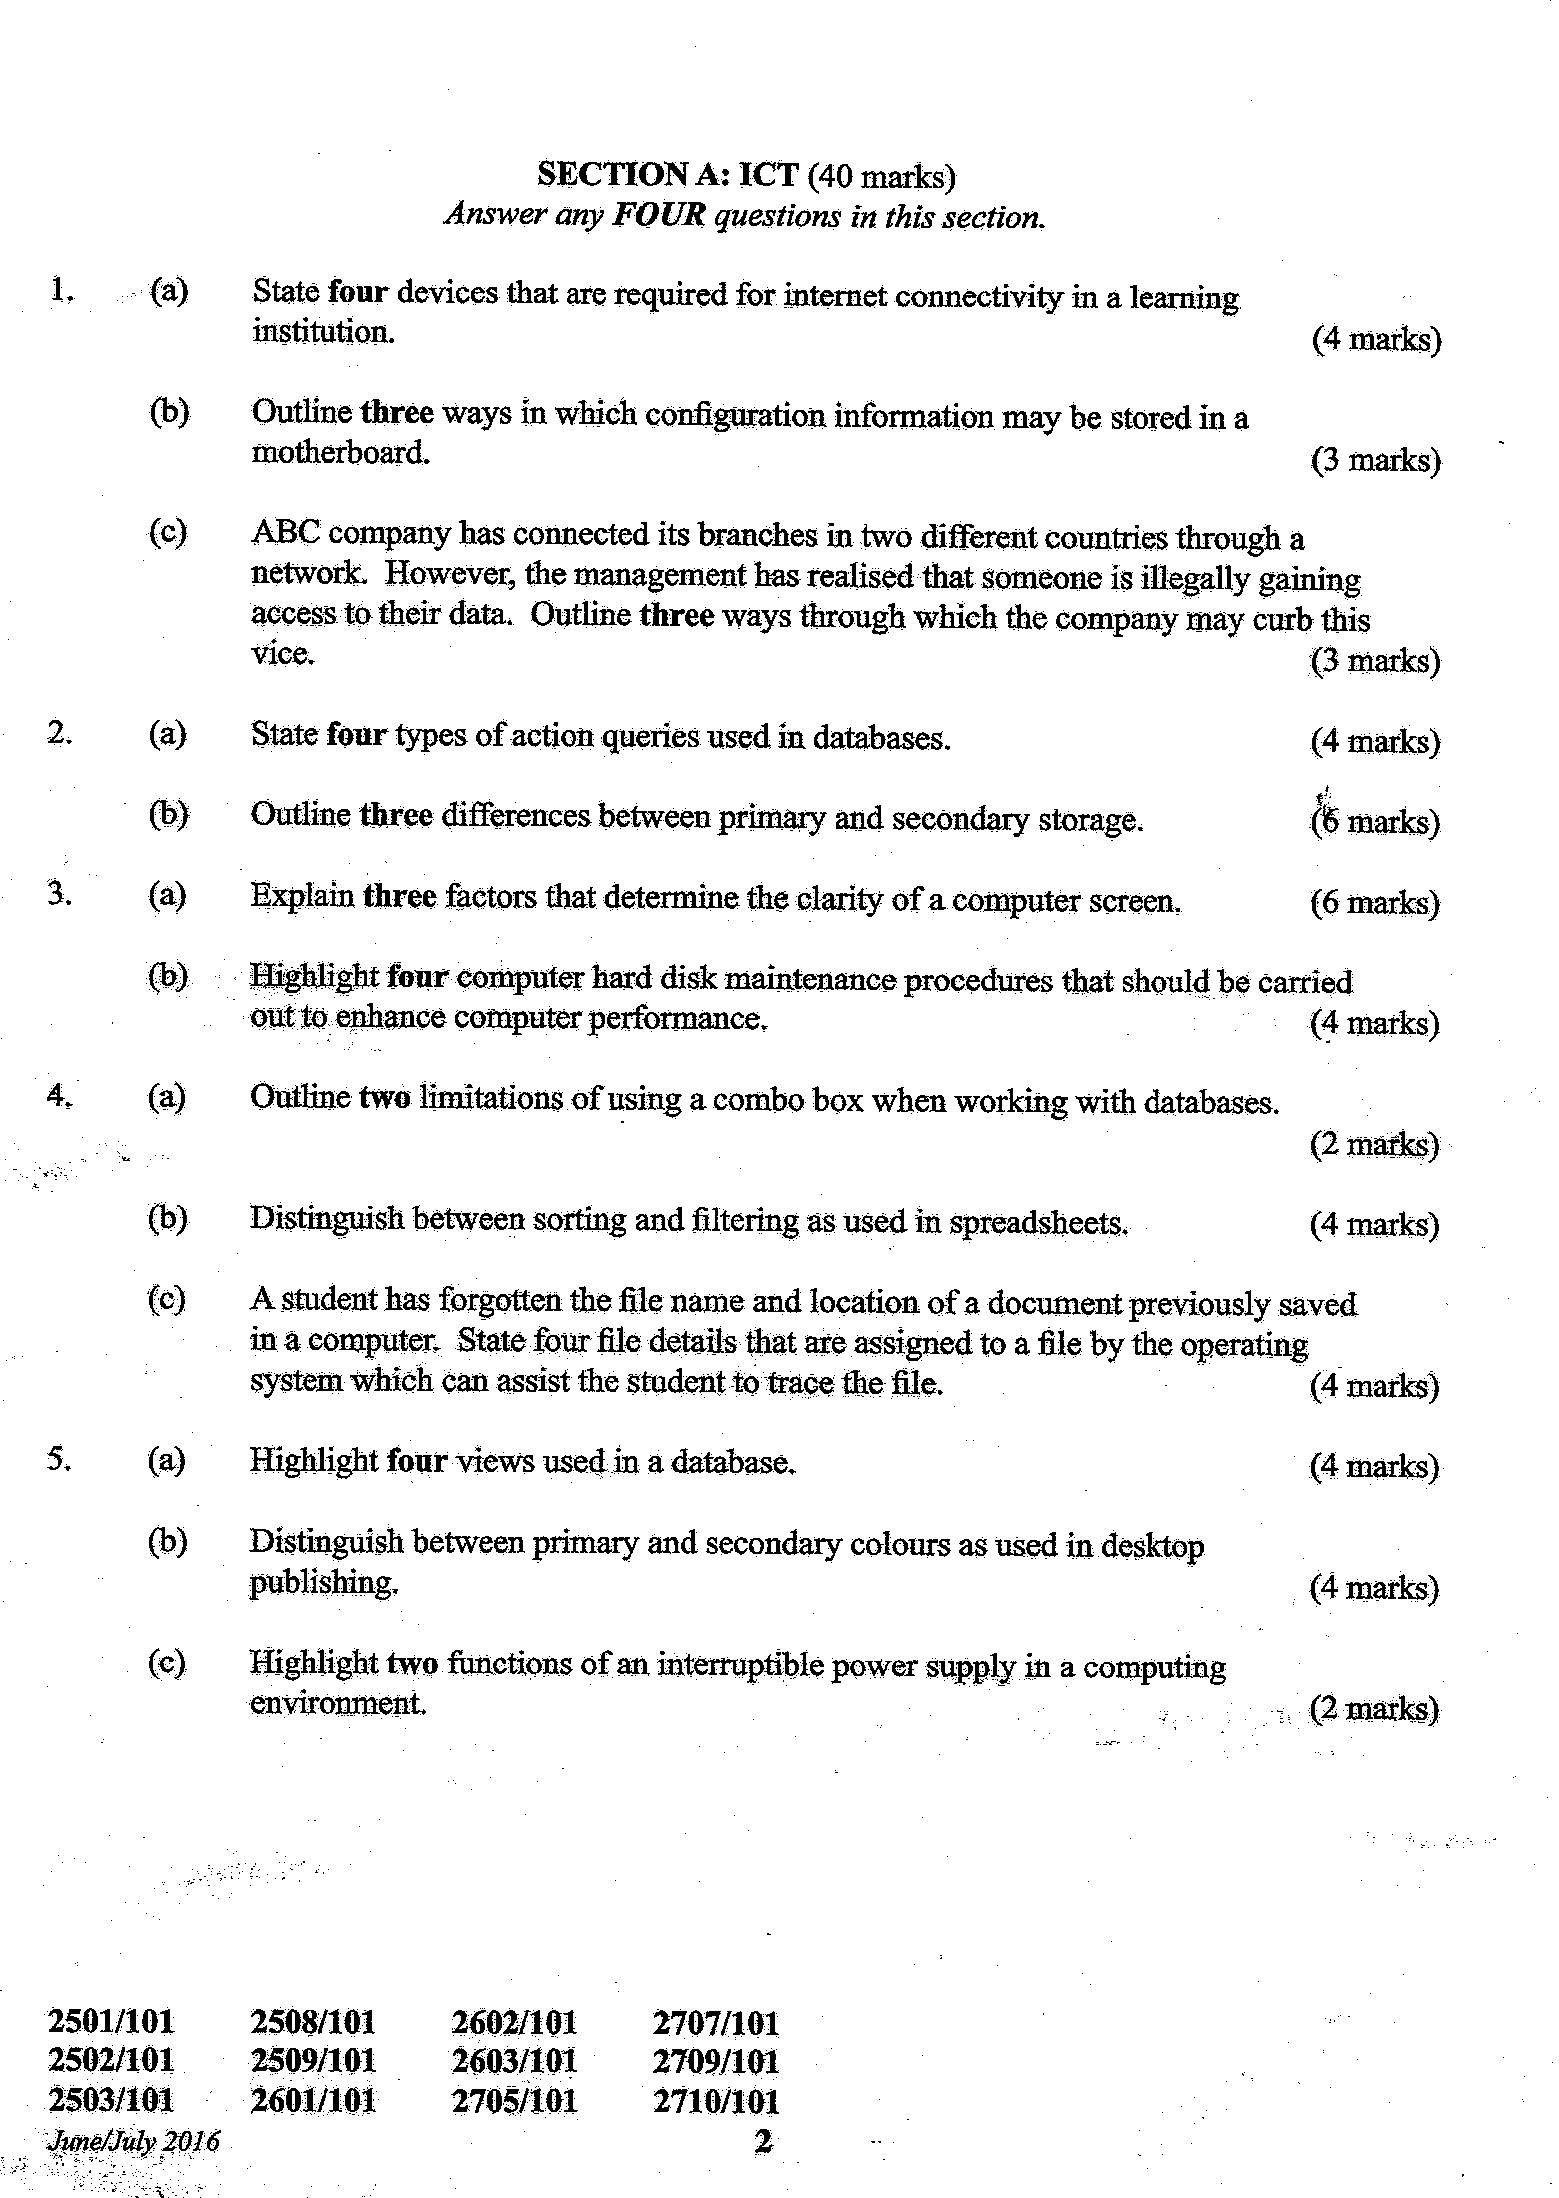 SECTION A: ICT (40 marks)
Answer any FOUR questions in this section.
1. (a) State four devices that are required for internet connectivity in a learning
institution. (4 marks)
(b) Outline three ways in which configuration information may be stored in a
motherboard. (3 marks)
(c) ABC company has connected its branches in two different countries through a
network. However, the management has realised that someone is illegally gaining
access to their data. Outline three ways through which the company may curb this
vice. (3 marks)
2. (a) State four types of action queries used in databases. (4 marks)
(b) Outline three differences between primary and secondary storage. (6 marks)
3. (a) Explain three factors that determine the clarity of a computer screen. (6 marks)
(b) Highlight four computer hard disk maintenance procedures that should be carried
out to enhance computer performance. (4 marks)
4. (a) Outline two limitations of using a combo box when working with databases.
(2 marks)
(b) Distinguish between sorting and filtering as used in spreadsheets. (4 marks)
(c) A student has forgotten the file name and location of a document previously saved
in a computer. State four file details that are assigned to a file by the operating
system which can assist the student to trace the file. (4 marks)
5. (a) Highlight four views used in a database. (4 marks)
(b) Distinguish between primary and secondary colours as used in desktop
publishing. (4 marks)
(c) Highlight two functions of an interruptible power supply in a computing
environment. (2 marks)
2501/101 2508/101 2602/101 2707/101
2502/101 2509/101 2603/101 2709/101
2503/101 2601/101 2705/101 2710/101
June/July 2016 2